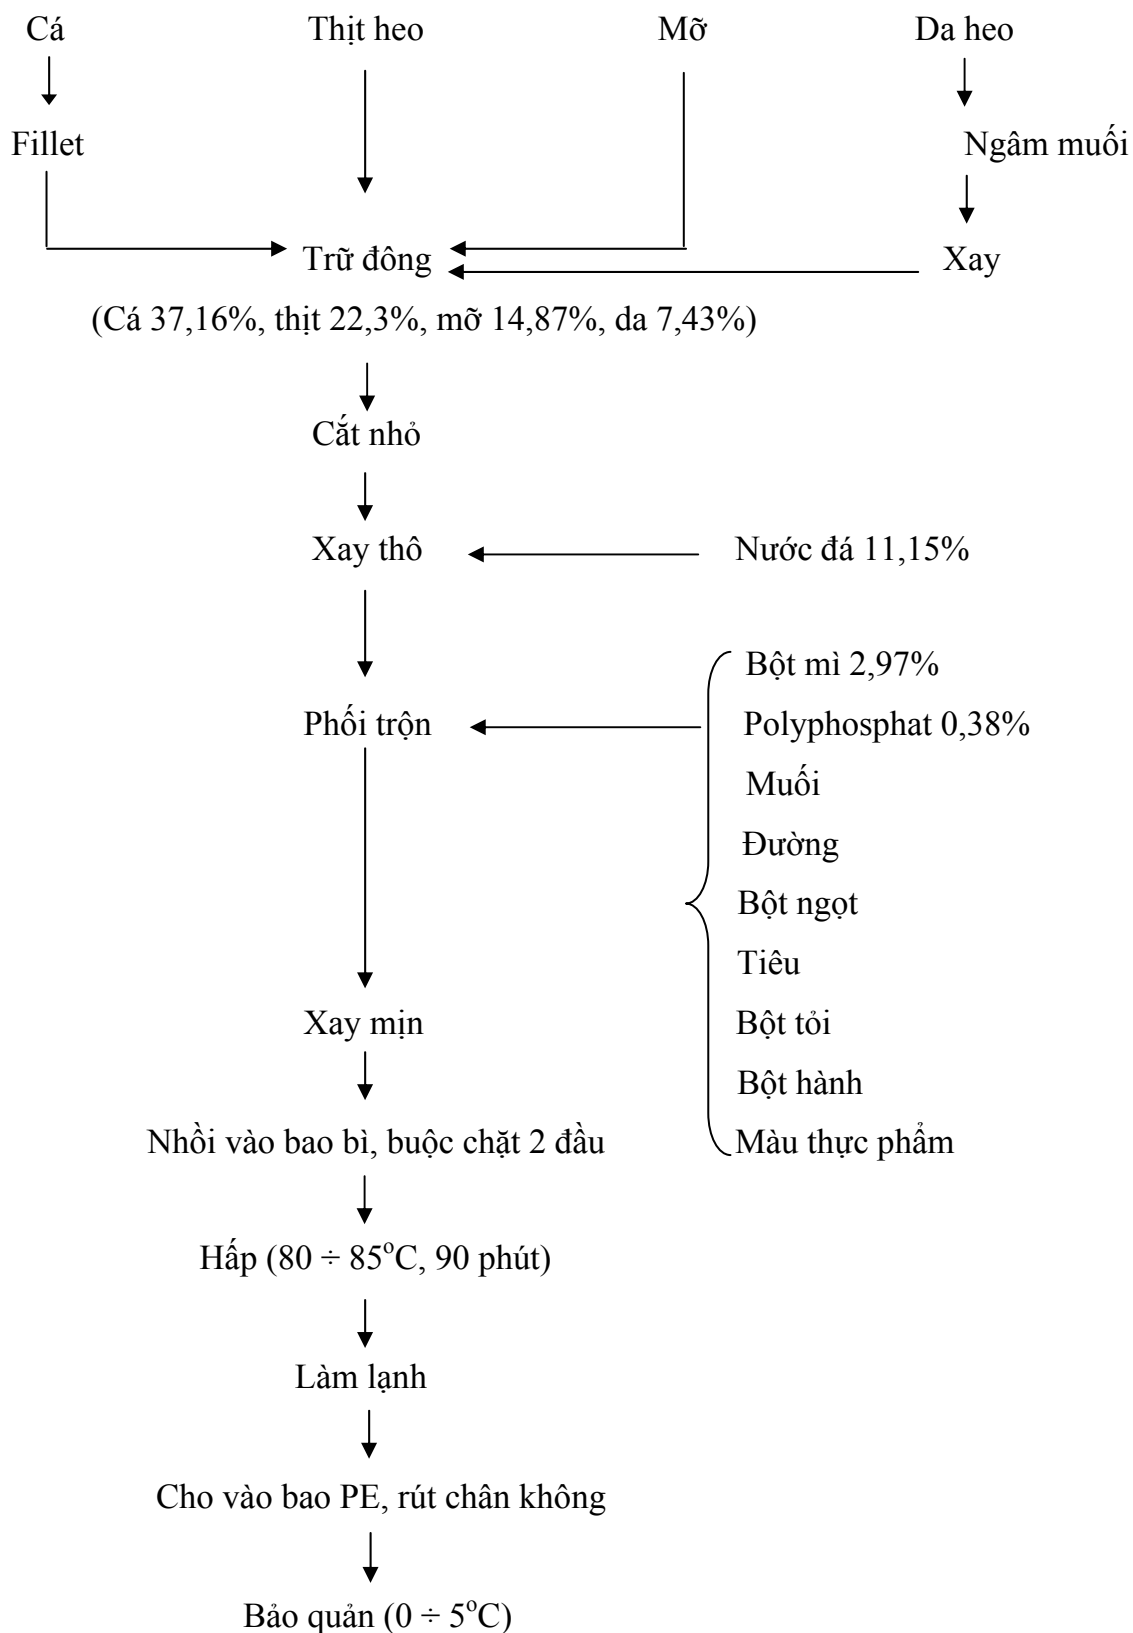 Cá Thịt heo Mỡ Da heo
Fillet Ngâm muối
Trữ đông Xay
(Cá 37,16%, thịt 22,3%, mỡ 14,87%, da 7,43%)
Cắt nhỏ
Xay thô Nước đá 11,15%
Bột mì 2,97%
Phối trộn Polyphosphat 0,38%
Muối
Đường
Bột ngọt
Tiêu
Xay mịn Bột tỏi
Bột hành
Nhồi vào bao bì, buộc chặt 2 đầu Màu thực phẩm
Hấp (80 ÷ 85°C, 90 phút)
Làm lạnh
Cho vào bao PE, rút chân không
Bảo quản (0 ÷ 5°C)